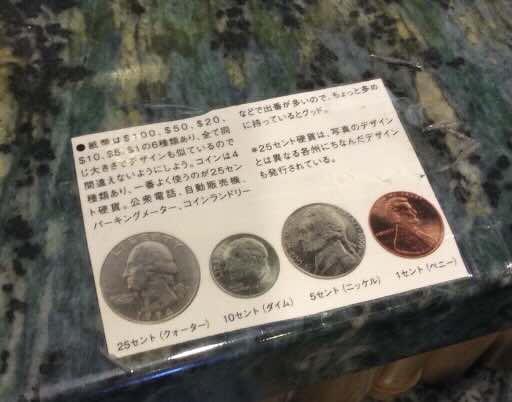 ●紙幣は$100、$50、$20、
$10、$5、$1の6種類あり、全て同
じ大きさでデザインも似ているので
間違えないようにしよう。コインは4
種類あり、一番よく使うのが25セン
ト硬貨。公衆電話、自動販売機、
パーキングメーター、コインランドリー
などで出番が多いので、ちょっと多め
に持っているとグッド。
*25セント硬貨は、写真のデザイン
とは異なる各州にちなんだデザイン
も発行されている。
25セント(クォーター)
10セント(ダイム)
5セント(ニッケル)
1セント(ペニー)